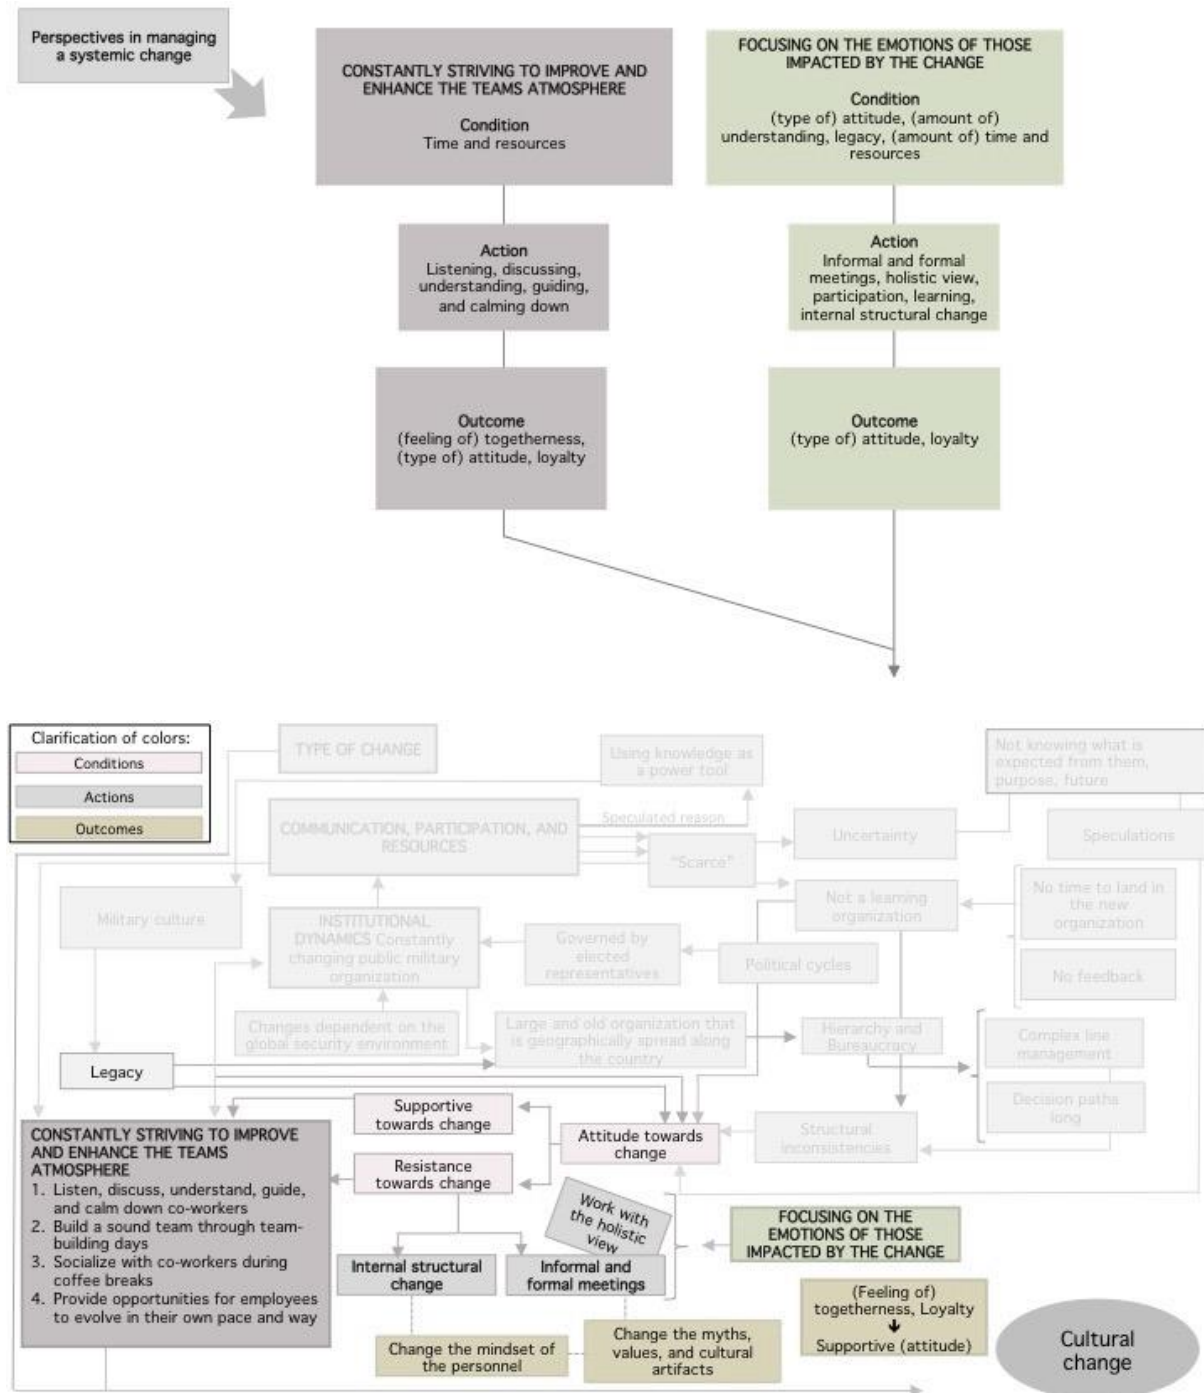 Perspectives in managing
a systemic change
CONSTANTLY STRIVING TO IMPROVE AND
ENHANCE THE TEAMS ATMOSPHERE
Condition
Time and resources
FOCUSING ON THE EMOTIONS OF THOSE
IMPACTED BY THE CHANGE
Condition
(type of) attitude, (amount of)
understanding, legacy, (amount of) time and
resources
Action
Listening, discussing,
understanding, guiding,
and calming down
Action
Informal and formal
meetings, holistic view,
participation, learning,
internal structural change
Outcome
(feeling of) togetherness,
(type of) attitude, loyalty
Outcome
(type of) attitude, loyalty
Clarification of colors:
Conditions
Actions
Outcomes
TYPE OF CHANGE
Using knowledge as
a power tool
Not knowing what is
expected from them,
purpose, future
Speculated reason
COMMUNICATION, PARTICIPATION, AND
RESOURCES
"Scarce"
Uncertainty
Speculations
Military culture
INSTITUTIONAL
DYNAMICS Constantly
changing public military
organization
Governed by
elected
representatives
Political cycles
Not a learning
organization
No time to land in
the new
organization
No feedback
Changes dependent on the
global security environment
Large and old organization that
is geographically spread along
the country
Hierarchy and
Bureaucracy
Complex line
management
Decision paths
long
Legacy
Supportive
towards change
Attitude towards
change
Structural
inconsistencies
Resistance
towards change
CONSTANTLY STRIVING TO IMPROVE
AND ENHANCE THE TEAMS
ATMOSPHERE
1. Listen, discuss, understand, guide,
and calm down co-workers
2. Build a sound team through team-
building days
3. Socialize with co-workers during
coffee breaks
4. Provide opportunities for employees
to evolve in their own pace and way
Work with
the holistic
view
Internal structural
change
Informal and
formal meetings
FOCUSING ON THE
EMOTIONS OF THOSE
IMPACTED BY THE CHANGE
Change the mindset of
the personnel
Change the myths,
values, and cultural
artifacts
(Feeling of)
togetherness, Loyalty
Supportive (attitude)
Cultural
change